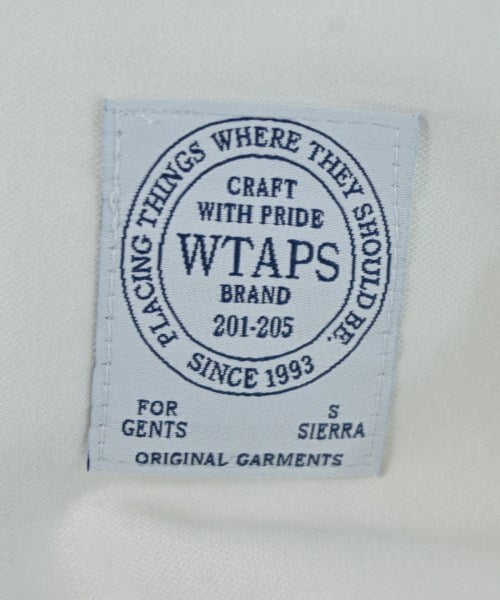 PLACING THINGS WHERE THEY SHOULD BE.
CRAFT
WITH PRIDE
WTAPS
BRAND
201-205
SINCE 1993
FOR
GENTS
S
SIERRA
ORIGINAL GARMENTS